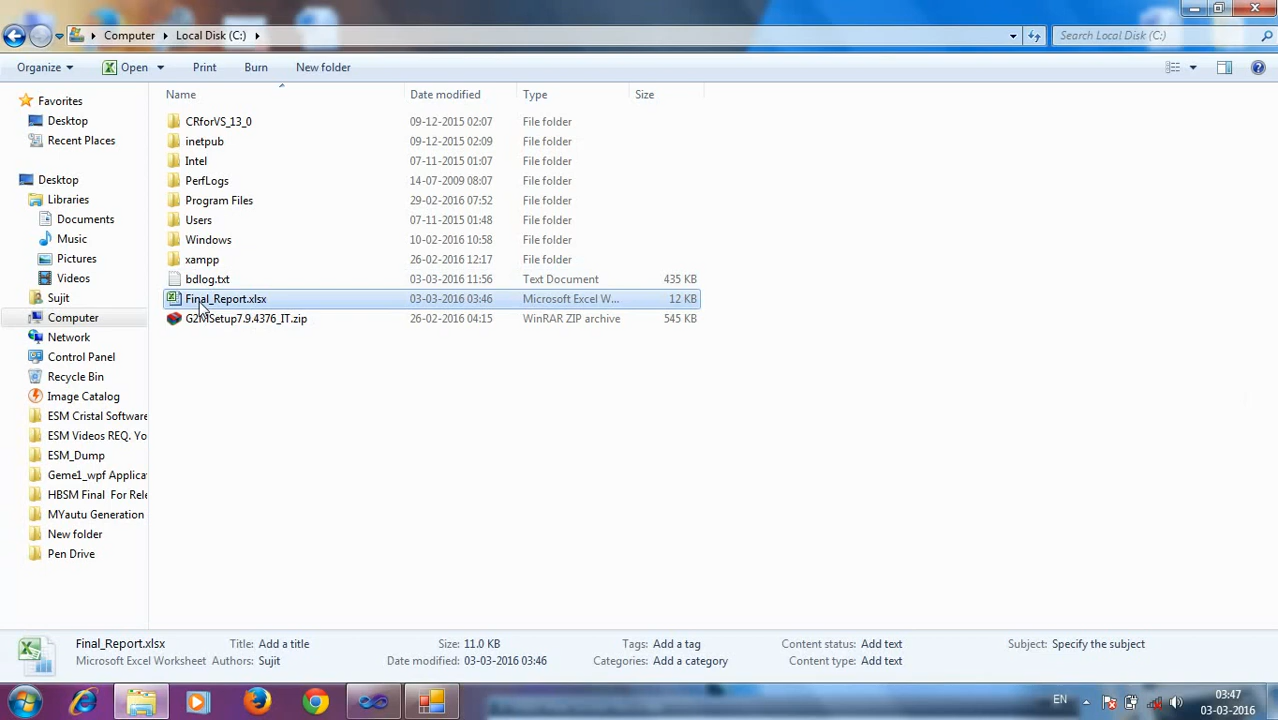 Computer Local Disk (C:) Search Local Disk (C:)
Organize Open Print Burn New folder
Name Date modified Type Size
Favorites
Desktop
Recent Places
Desktop
Libraries
Documents
Music
Pictures
Videos
Sujit
Computer
Network
Control Panel
Recycle Bin
Image Catalog
ESM Cristal Software
ESM Videos REQ. Yo
ESM_Dump
Geme1_wpf Applica
HBSM Final For Rele
MYautu Generation
New folder
Pen Drive
CRforVS_13_0 09-12-2015 02:07 File folder
inetpub 09-12-2015 02:09 File folder
Intel 07-11-2015 01:07 File folder
PerfLogs 14-07-2009 08:07 File folder
Program Files 29-02-2016 07:52 File folder
Users 07-11-2015 01:48 File folder
Windows 10-02-2016 10:58 File folder
xampp 26-02-2016 12:17 File folder
bdlog.txt 03-03-2016 11:56 Text Document 435 KB
Final_Report.xlsx 03-03-2016 03:46 Microsoft Excel W... 12 KB
G2MSetup7.9.4376_IT.zip 26-02-2016 04:15 WinRAR ZIP archive 545 KB
Final_Report.xlsx Title: Add a title Size: 11.0 KB Tags: Add a tag Content status: Add text Subject: Specify the subject
Microsoft Excel Worksheet Authors: Sujit Date modified: 03-03-2016 03:46 Categories: Add a category Content type: Add text
EN 03:47
03-03-2016